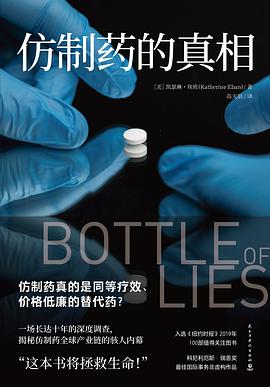 仿制药的真相
[美] 凯瑟琳·埃班(Katherine Eban)/著
高天羽/译
BOTTLE
OF
LIES
仿制药真的是同等疗效、
价格低廉的替代药?
一场长达十年的深度调查,
揭秘仿制药全球产业链的骇人内幕
“这本书将拯救生命!”
入选《纽约时报》2019年
100部值得关注图书
科尼利厄斯·瑞恩奖
最佳国际事务非虚构作品